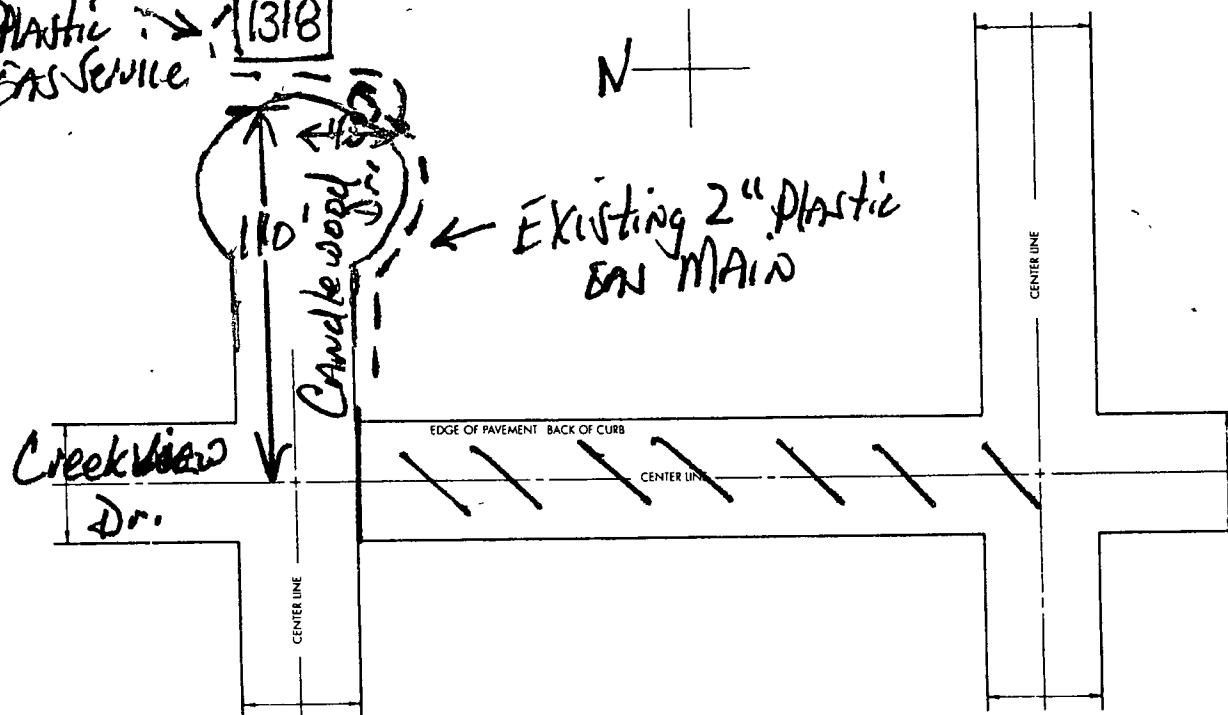 Plastic
Gas Service
1318
N
110'
Candlewood
Dr.
Existing 2" Plastic
GAS MAIN
CENTER LINE
EDGE OF PAVEMENT BACK OF CURB
CENTER LINE
Creekview
Dr.
CENTER LINE